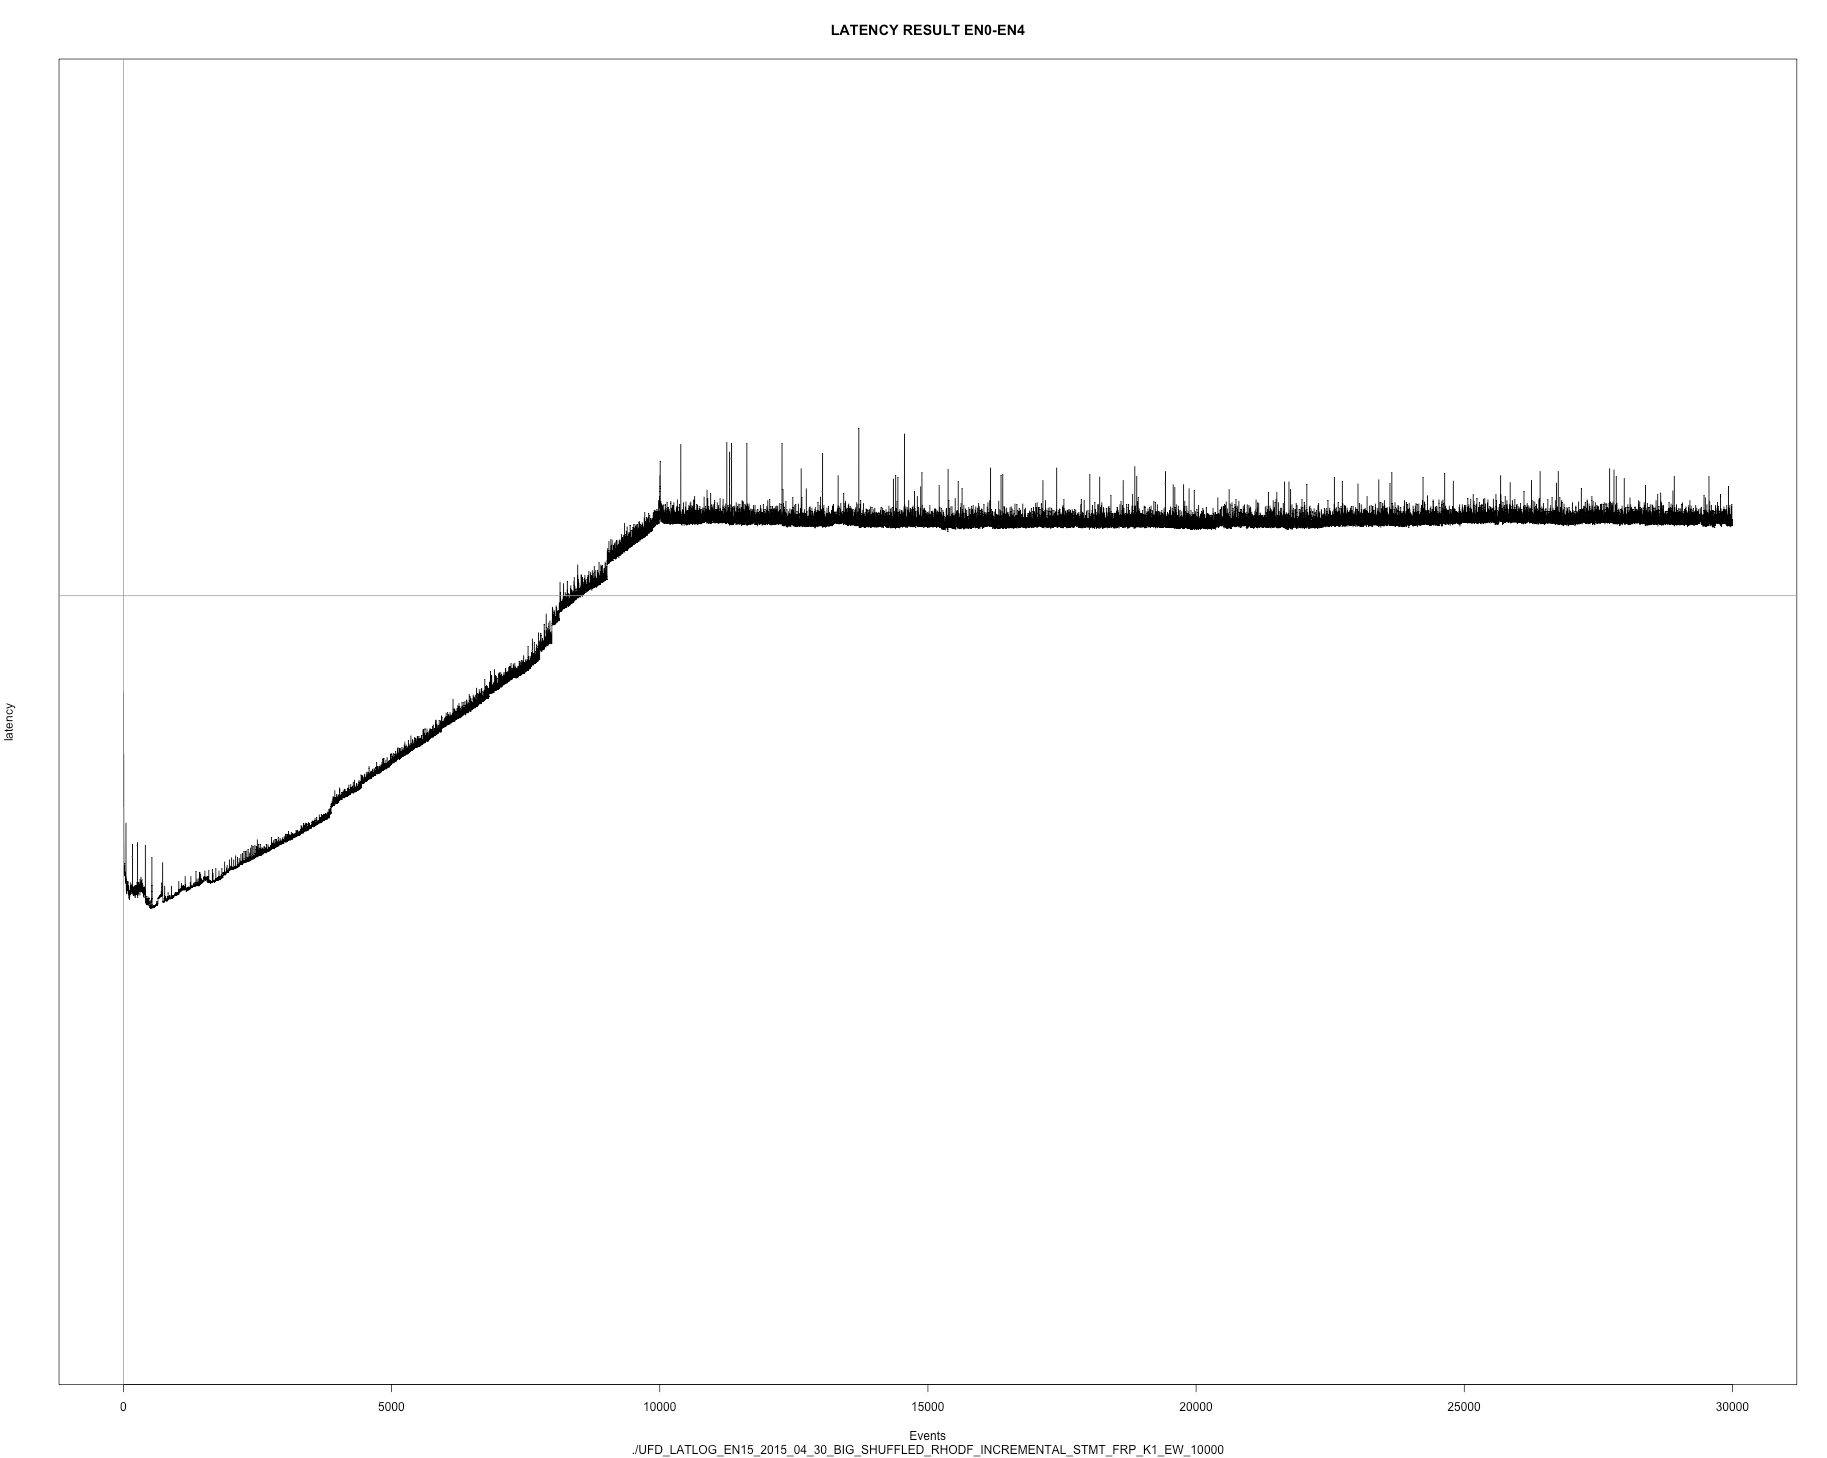 LATENCY RESULT EN0-EN4
latency
0 5000 10000 15000 20000 25000 30000
Events
./UFD_LATLOG_EN15_2015_04_30_BIG_SHUFFLED_RHODF_INCREMENTAL_STMT_FRP_K1_EW_10000